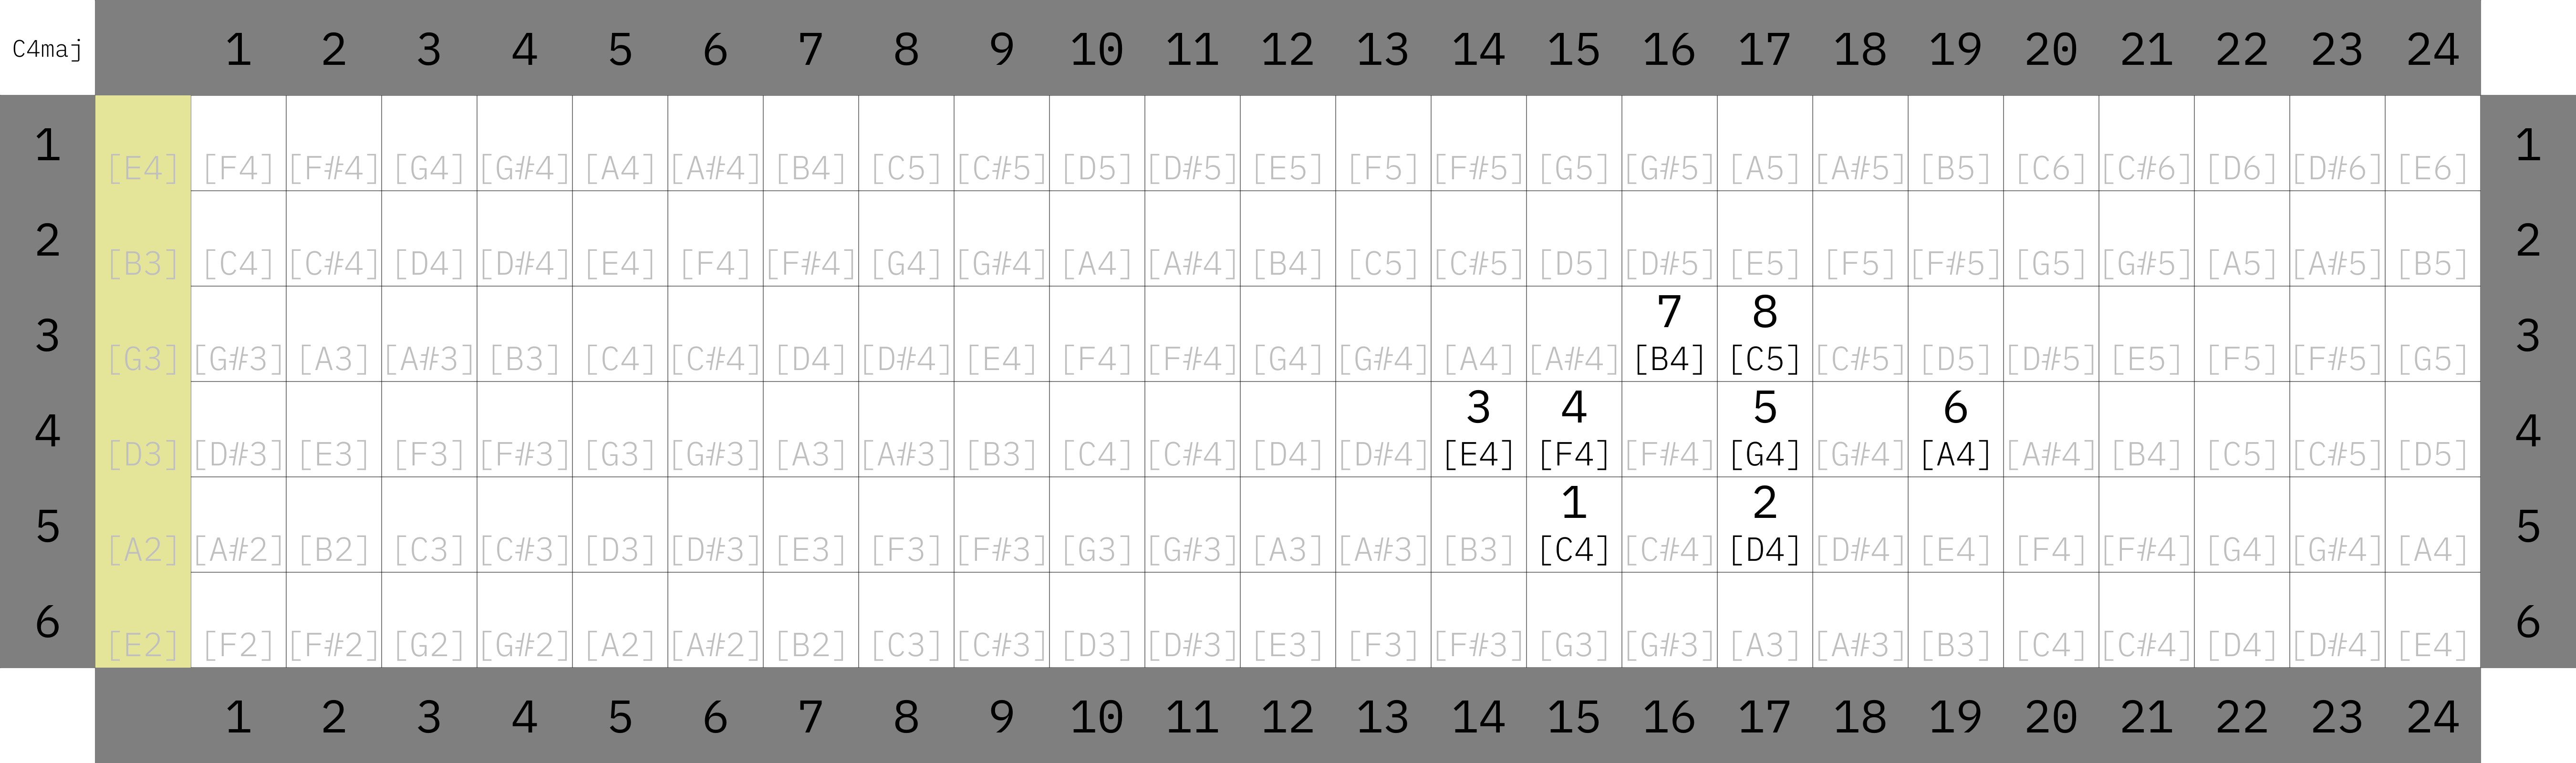 C4maj 1 2 3 4 5 6 7 8 9 10 11 12 13 14 15 16 17 18 19 20 21 22 23 24
1 [E4] [F4] [F#4] [G4] [G#4] [A4] [A#4] [B4] [C5] [C#5] [D5] [D#5] [E5] [F5] [F#5] [G5] [G#5] [A5] [A#5] [B5] [C6] [C#6] [D6] [D#6] [E6] 1
2 [B3] [C4] [C#4] [D4] [D#4] [E4] [F4] [F#4] [G4] [G#4] [A4] [A#4] [B4] [C5] [C#5] [D5] [D#5] [E5] [F5] [F#5] [G5] [G#5] [A5] [A#5] [B5] 2
7 8
3 [G3] [G#3] [A3] [A#3] [B3] [C4] [C#4] [D4] [D#4] [E4] [F4] [F#4] [G4] [G#4] [A4] [A#4] [B4] [C5] [C#5] [D5] [D#5] [E5] [F5] [F#5] [G5] 3
3 4 5 6
4 [D3] [D#3] [E3] [F3] [F#3] [G3] [G#3] [A3] [A#3] [B3] [C4] [C#4] [D4] [D#4] [E4] [F4] [F#4] [G4] [G#4] [A4] [A#4] [B4] [C5] [C#5] [D5] 4
1 2
5 [A2] [A#2] [B2] [C3] [C#3] [D3] [D#3] [E3] [F3] [F#3] [G3] [G#3] [A3] [A#3] [B3] [C4] [C#4] [D4] [D#4] [E4] [F4] [F#4] [G4] [G#4] [A4] 5
6 [E2] [F2] [F#2] [G2] [G#2] [A2] [A#2] [B2] [C3] [C#3] [D3] [D#3] [E3] [F3] [F#3] [G3] [G#3] [A3] [A#3] [B3] [C4] [C#4] [D4] [D#4] [E4] 6
1 2 3 4 5 6 7 8 9 10 11 12 13 14 15 16 17 18 19 20 21 22 23 24